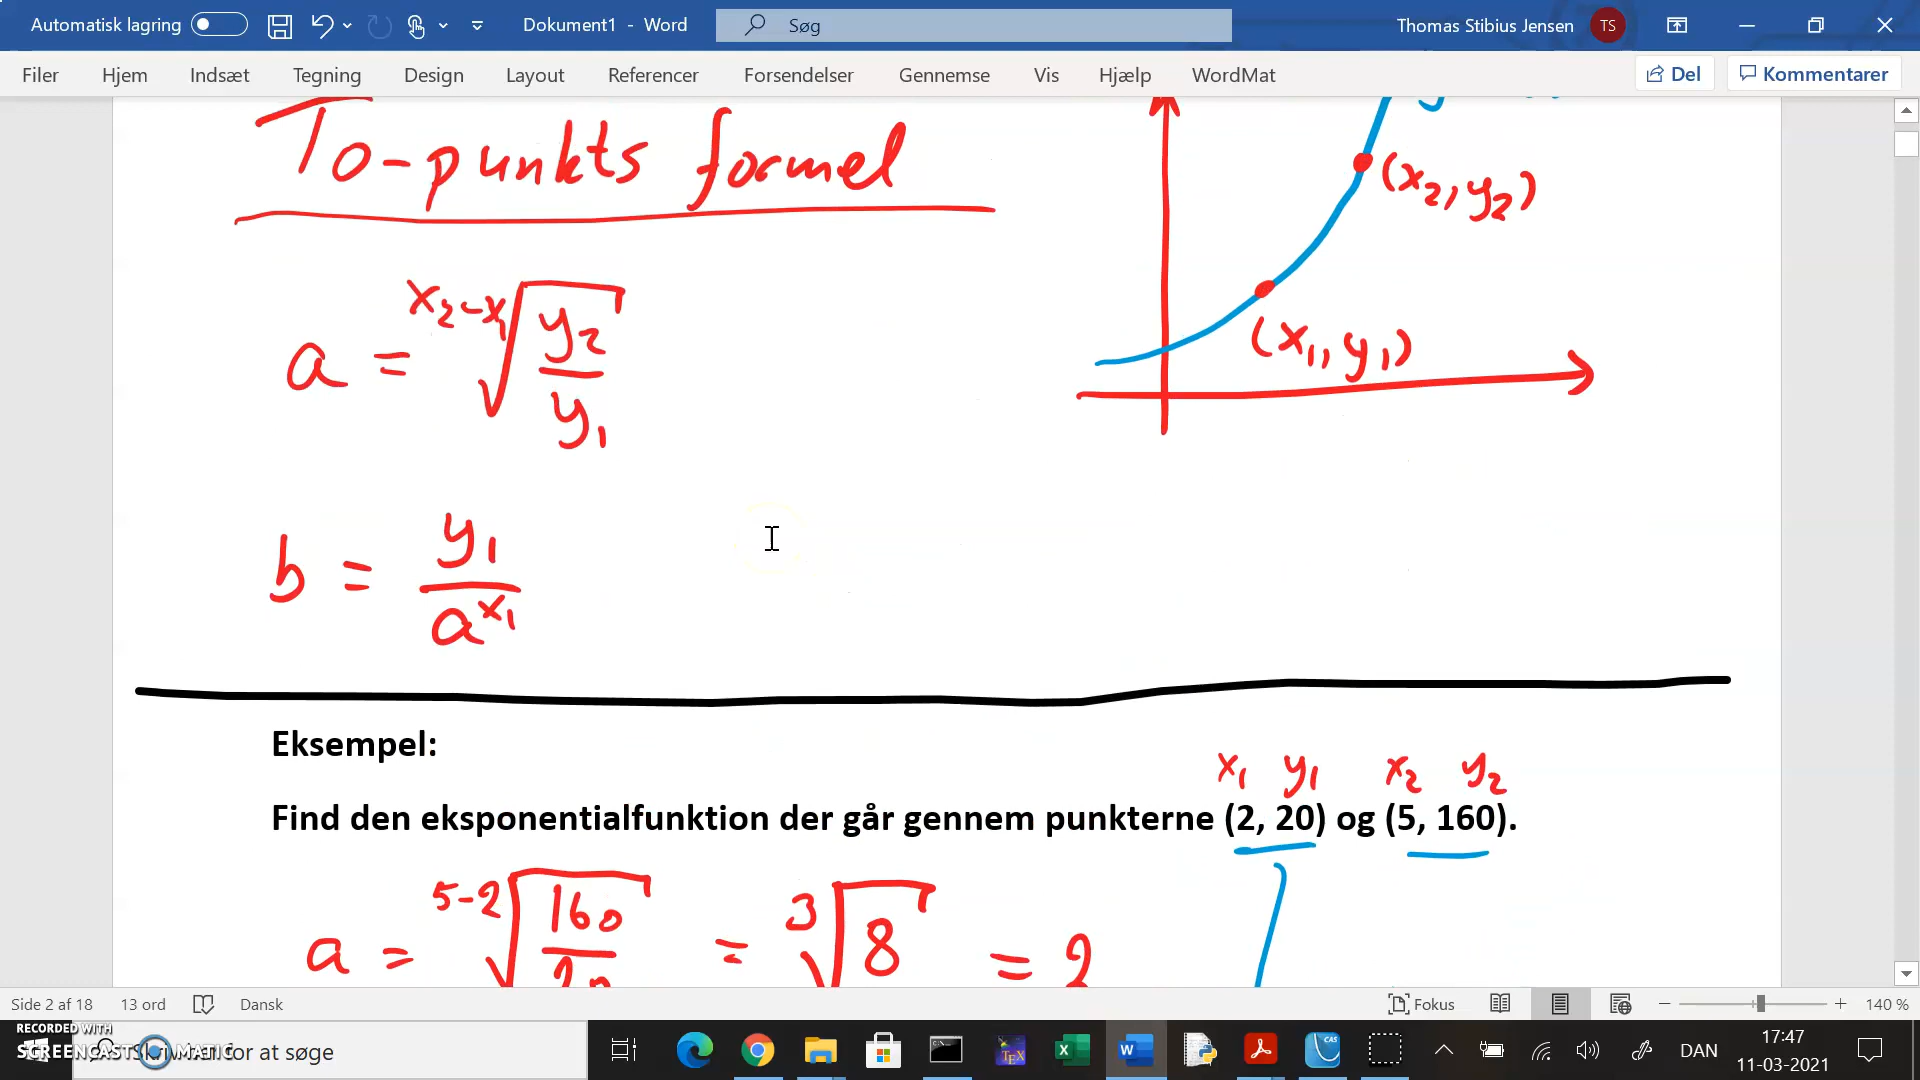 Automatisk lagring Dokument1 - Word Søg Thomas Stibius Jensen TS
Filer Hjem Indsæt Tegning Design Layout Referencer Forsendelser Gennemse Vis Hjælp WordMat Del Kommentarer
To-punkts formel
(x₂, y₂)
a = ˣ²⁻ˣ¹√(y₂/y₁)
(x₁, y₁)
b = y₁/a^x₁
Eksempel:
x₁ y₁ x₂ y₂
Find den eksponentialfunktion der går gennem punkterne (2, 20) og (5, 160).
a = ⁵⁻²√(160/20) = ³√8 = 2
Side 2 af 18 13 ord Dansk Fokus 140 %
RECORDED WITH
SCREENCAST MATIC for at søge DAN 17:47
11-03-2021